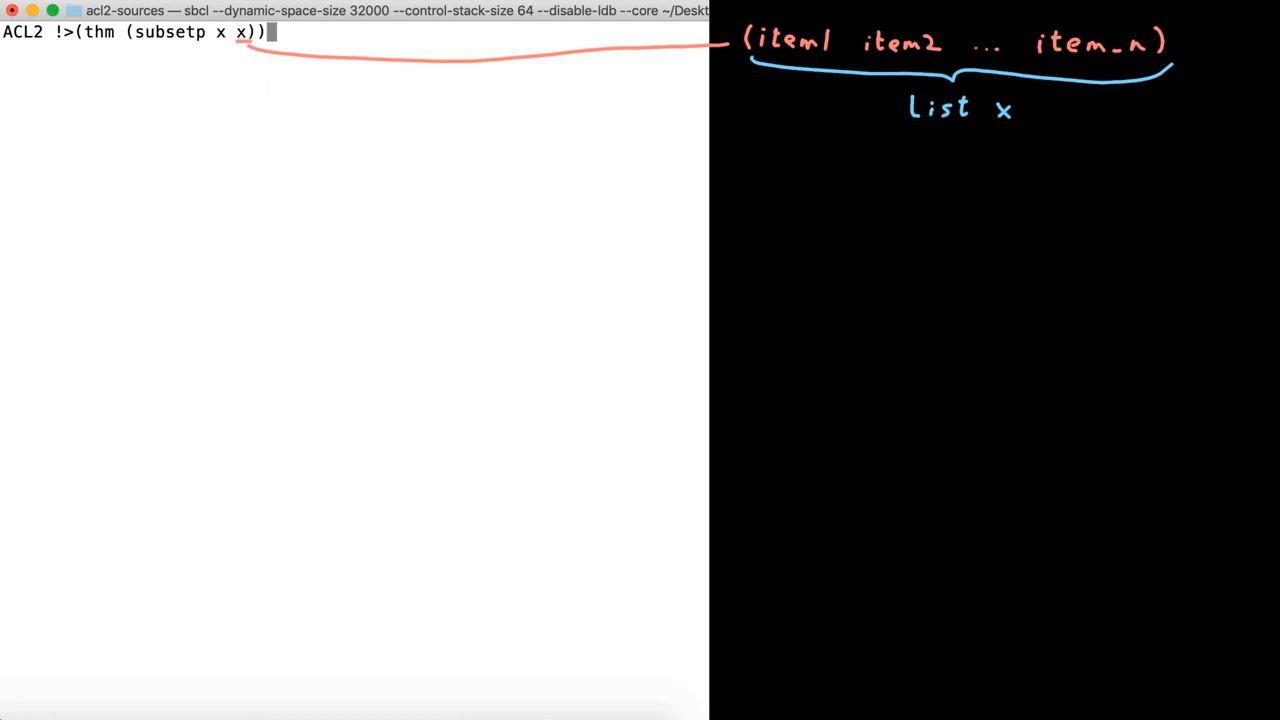 acl2-sources — sbcl --dynamic-space-size 32000 --control-stack-size 64 --disable-ldb --core ~/Deskt
ACL2 !>(thm (subsetp x x))
(item1 item2 ... item_n)
List x